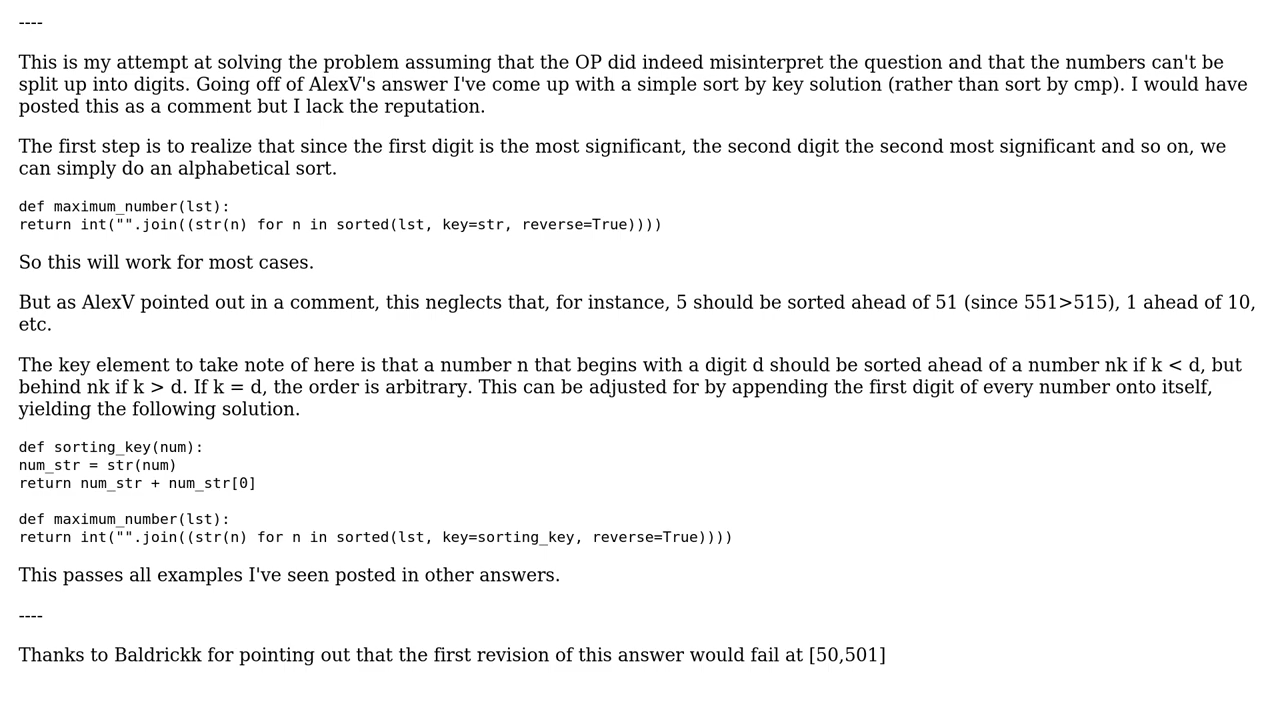 ----
This is my attempt at solving the problem assuming that the OP did indeed misinterpret the question and that the numbers can't be
split up into digits. Going off of AlexV's answer I've come up with a simple sort by key solution (rather than sort by cmp). I would have
posted this as a comment but I lack the reputation.
The first step is to realize that since the first digit is the most significant, the second digit the second most significant and so on, we
can simply do an alphabetical sort.
def maximum_number(lst):
return int("".join((str(n) for n in sorted(lst, key=str, reverse=True))))
So this will work for most cases.
But as AlexV pointed out in a comment, this neglects that, for instance, 5 should be sorted ahead of 51 (since 551>515), 1 ahead of 10,
etc.
The key element to take note of here is that a number n that begins with a digit d should be sorted ahead of a number nk if k < d, but
behind nk if k > d. If k = d, the order is arbitrary. This can be adjusted for by appending the first digit of every number onto itself,
yielding the following solution.
def sorting_key(num):
num_str = str(num)
return num_str + num_str[0]
def maximum_number(lst):
return int("".join((str(n) for n in sorted(lst, key=sorting_key, reverse=True))))
This passes all examples I've seen posted in other answers.
----
Thanks to Baldrickk for pointing out that the first revision of this answer would fail at [50,501]